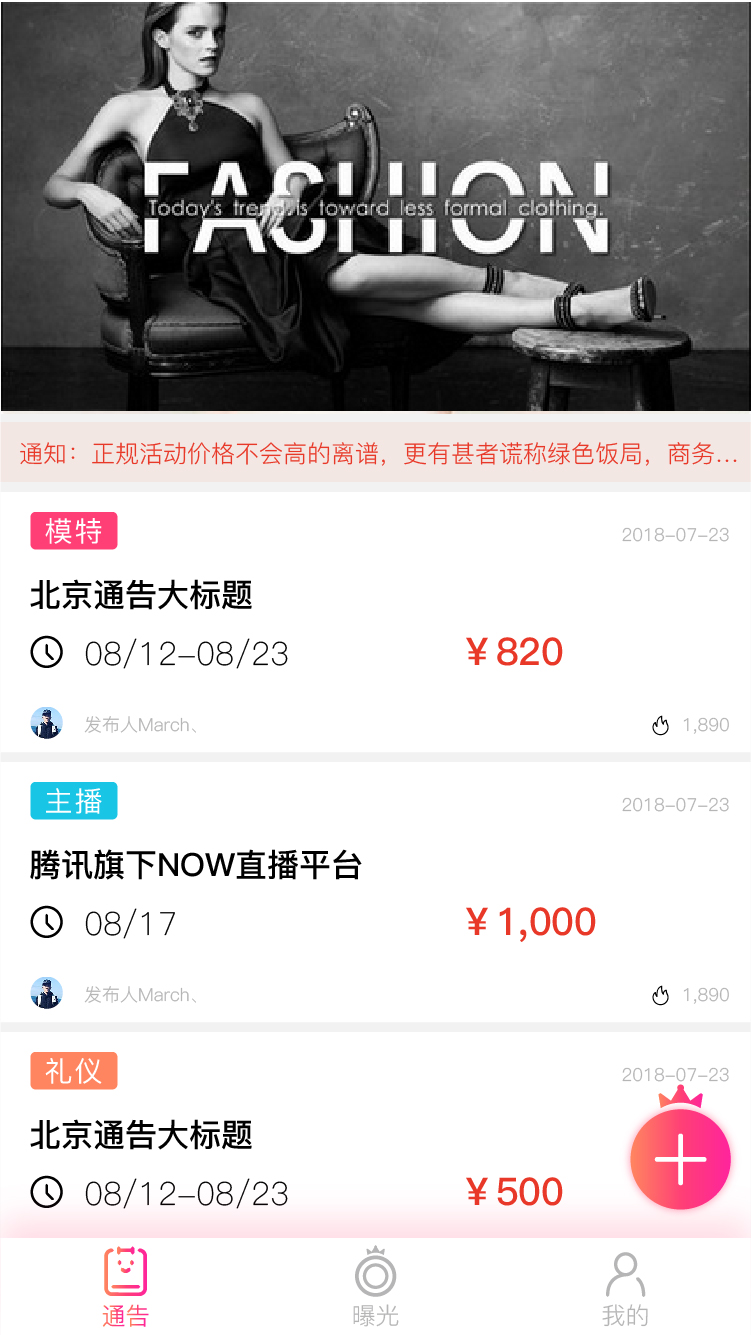 FASHION
Today's trend is toward less formal clothing.
通知：正规活动价格不会高的离谱，更有甚者谎称绿色饭局，商务...
模特
2018-07-23
北京通告大标题
08/12-08/23
¥ 820
发布人March、
1,890
主播
2018-07-23
腾讯旗下NOW直播平台
08/17
¥ 1,000
发布人March、
1,890
礼仪
2018-07-23
北京通告大标题
08/12-08/23
¥ 500
通告
曝光
我的